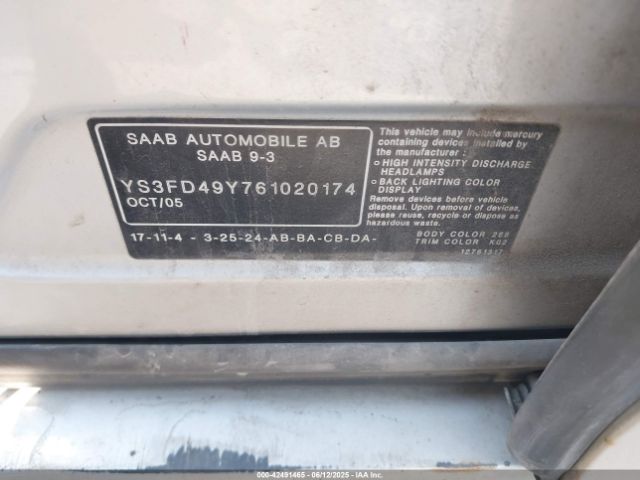 SAAB AUTOMOBILE AB
SAAB 9-3
YS3FD49Y761020174
OCT/05
17-11-4 - 3-25-24-AB-BA-CB-DA-
This vehicle may include mercury
containing devices installed by
the manufacturer :
HIGH INTENSITY DISCHARGE
HEADLAMPS
BACK LIGHTING COLOR
DISPLAY
Remove devices before vehicle
disposal. Upon removal of devices,
please reuse, recycle or dispose as
hazardous waste.
BODY COLOR 268
TRIM COLOR K02
12761317
000-42491465 - 06/12/2025 - © IAA, LLC